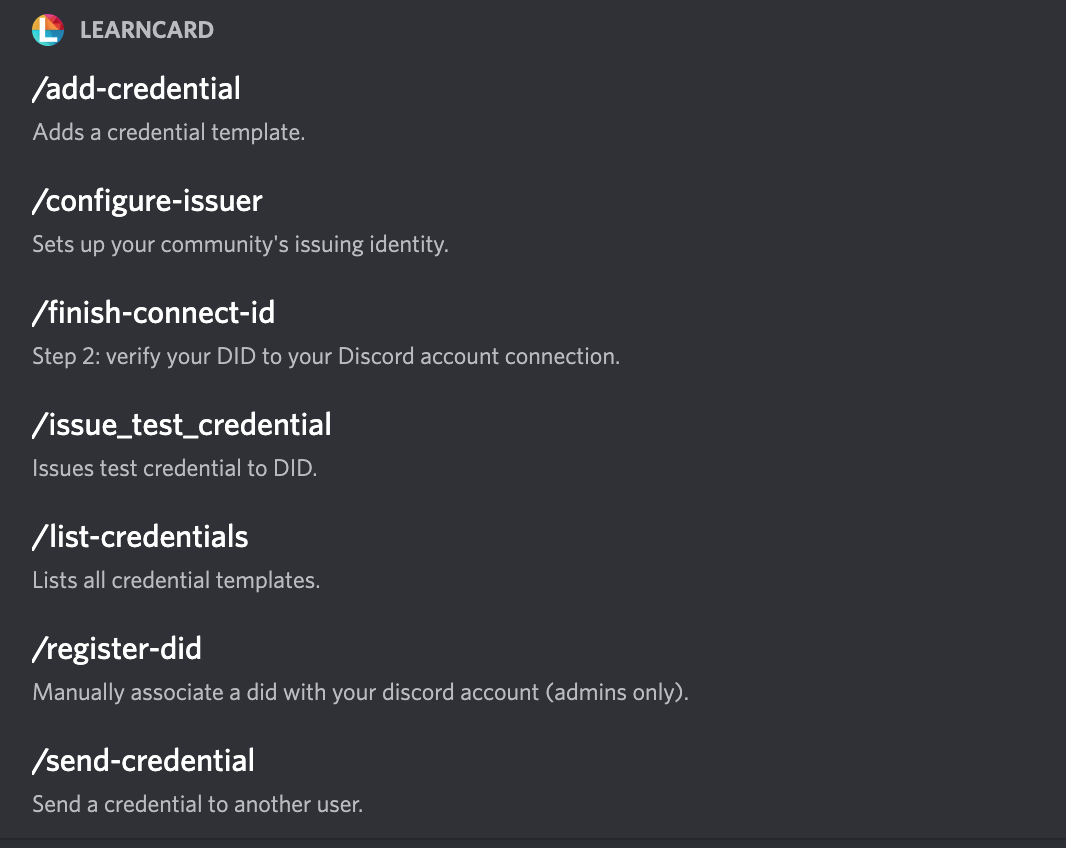 LEARNCARD
/add-credential
Adds a credential template.
/configure-issuer
Sets up your community's issuing identity.
/finish-connect-id
Step 2: verify your DID to your Discord account connection.
/issue_test_credential
Issues test credential to DID.
/list-credentials
Lists all credential templates.
/register-did
Manually associate a did with your discord account (admins only).
/send-credential
Send a credential to another user.